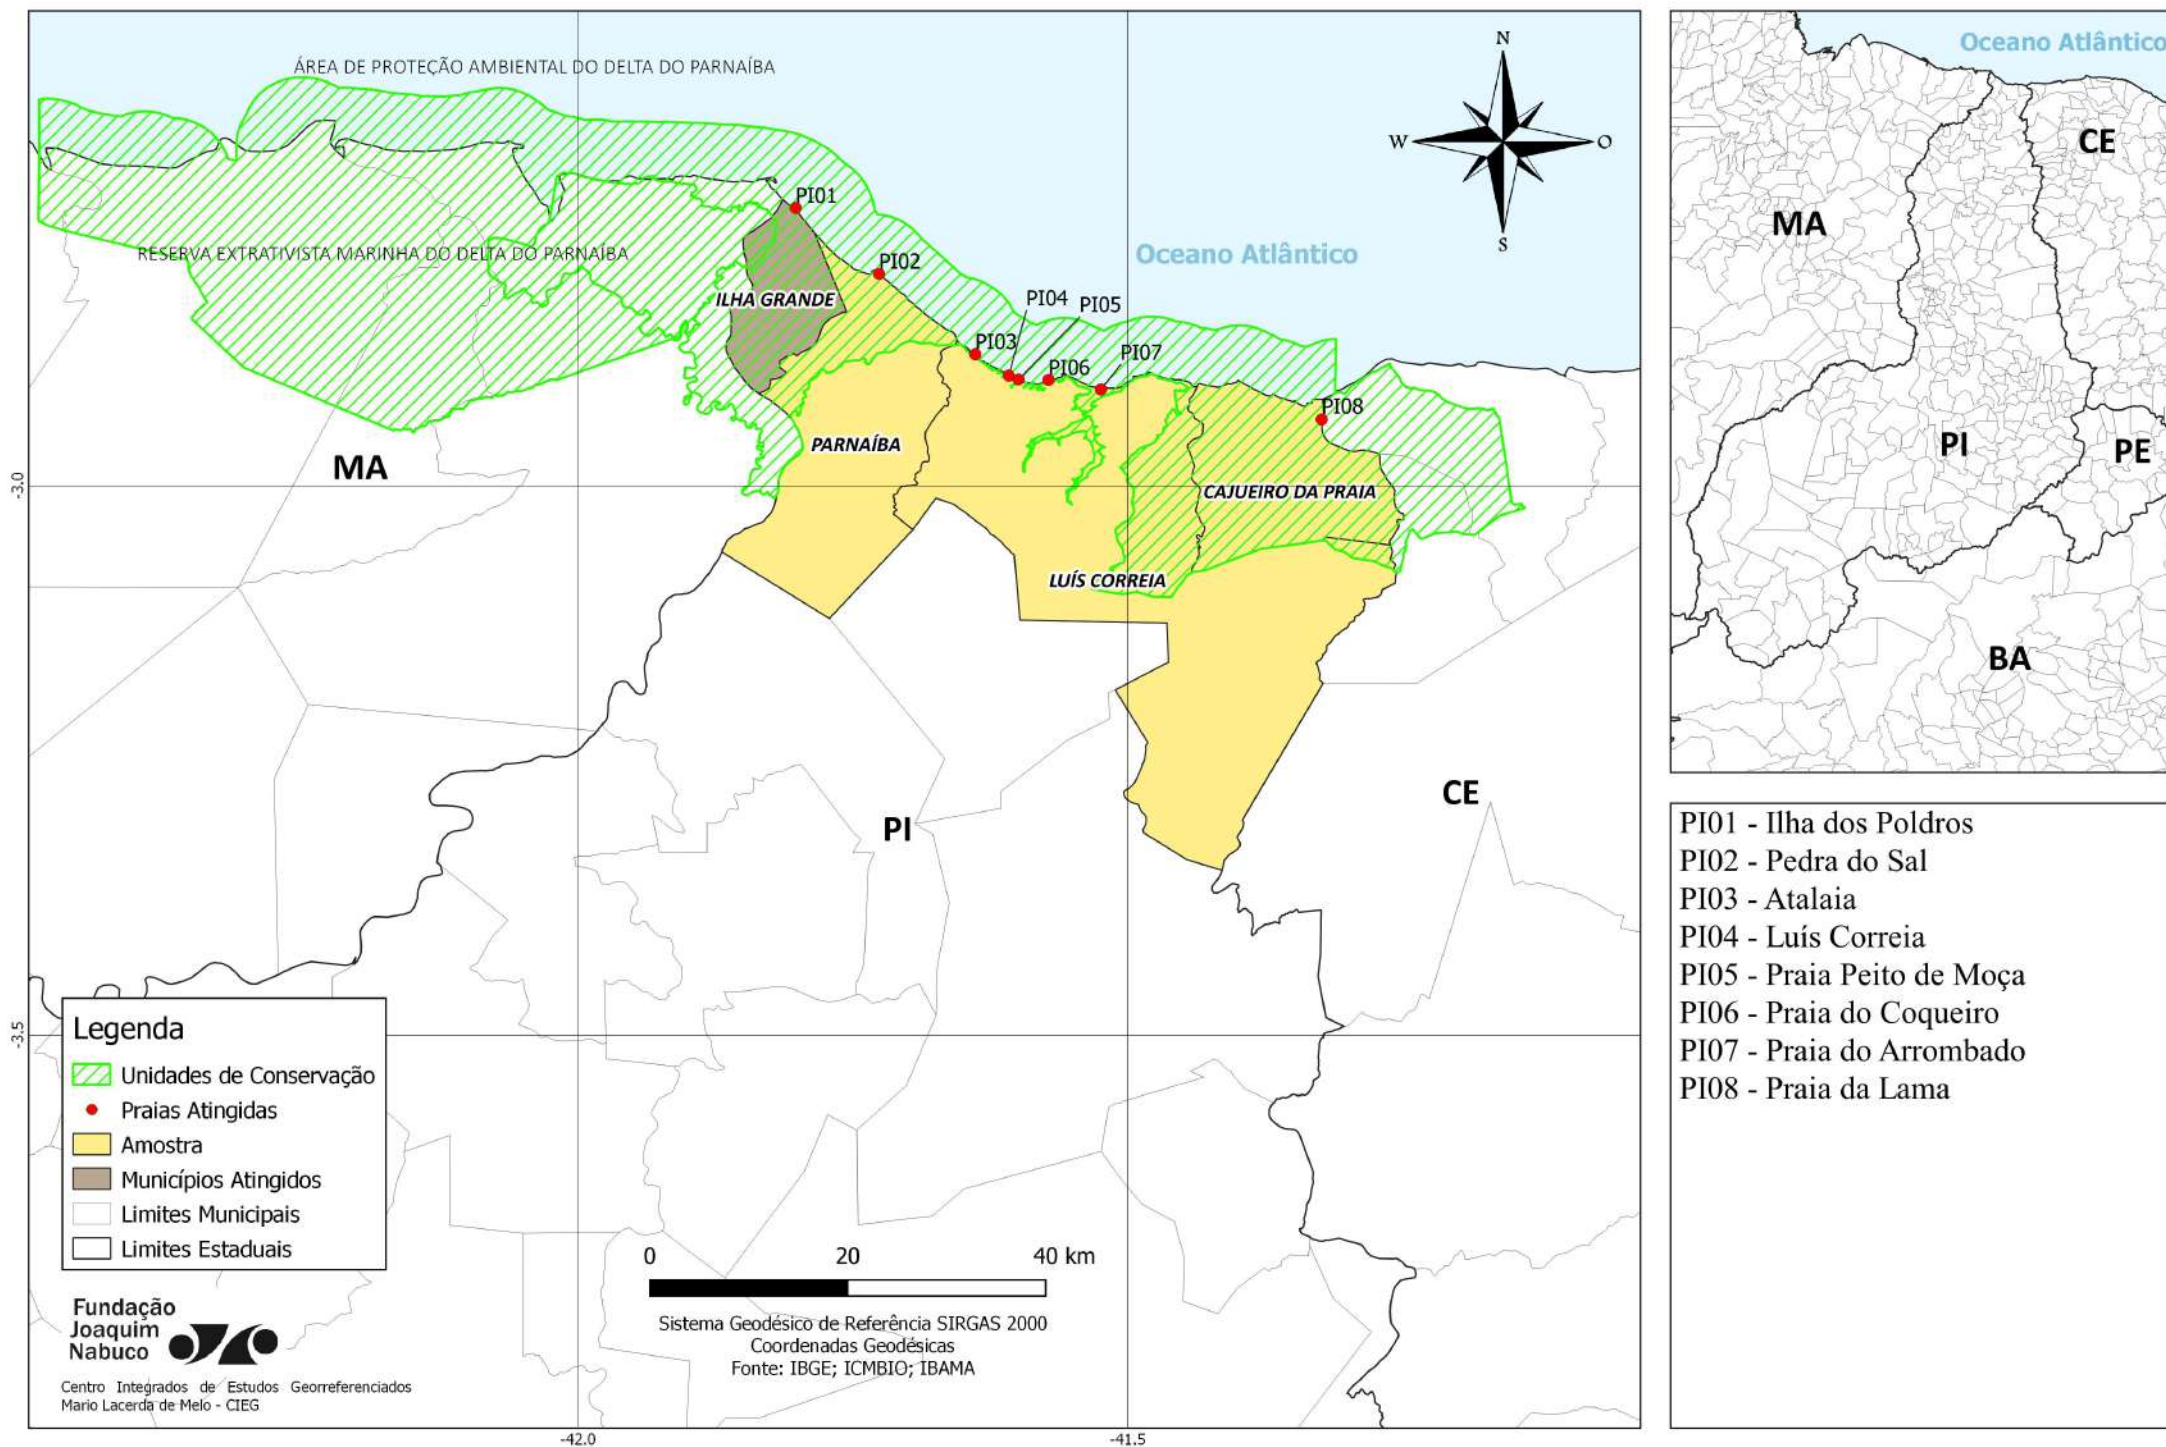 ÁREA DE PROTEÇÃO AMBIENTAL DO DELTA DO PARNAÍBA
N
W
O
S
PI01
RESERVA EXTRATIVISTA MARINHA DO DELTA DO PARNAÍBA
Oceano Atlântico
PI02
ILHA GRANDE
PI04
PI05
PI03
PI06
PI07
PI08
PARNAÍBA
MA
CAJUEIRO DA PRAIA
LUÍS CORREIA
CE
PI
-3.0
-3.5
-42.0
-41.5
Legenda
Unidades de Conservação
Praias Atingidas
Amostra
Municípios Atingidos
Limites Municipais
Limites Estaduais
0 20 40 km
Sistema Geodésico de Referência SIRGAS 2000
Coordenadas Geodésicas
Fonte: IBGE; ICMBIO; IBAMA
Fundação
Joaquim
Nabuco
Centro Integrados de Estudos Georreferenciados
Mario Lacerda de Melo - CIEG
Oceano Atlântico
CE
MA
PI
PE
BA
PI01 - Ilha dos Poldros
PI02 - Pedra do Sal
PI03 - Atalaia
PI04 - Luís Correia
PI05 - Praia Peito de Moça
PI06 - Praia do Coqueiro
PI07 - Praia do Arrombado
PI08 - Praia da Lama